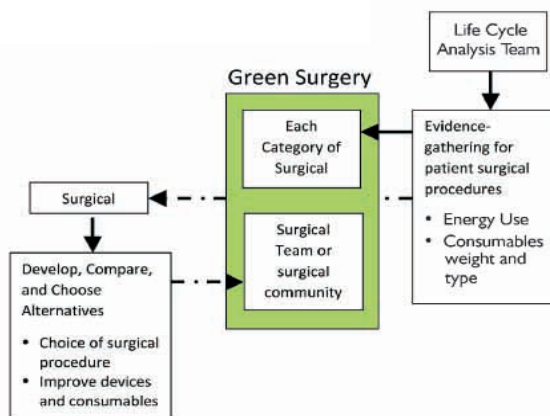 Life Cycle
Analysis Team
Green Surgery
Each
Category of
Surgical
Evidence-
gathering for
patient surgical
procedures
• Energy Use
• Consumables
weight and
type
Surgical
Surgical
Team or
surgical
community
Develop, Compare,
and Choose
Alternatives
• Choice of surgical
procedure
• Improve devices
and consumables